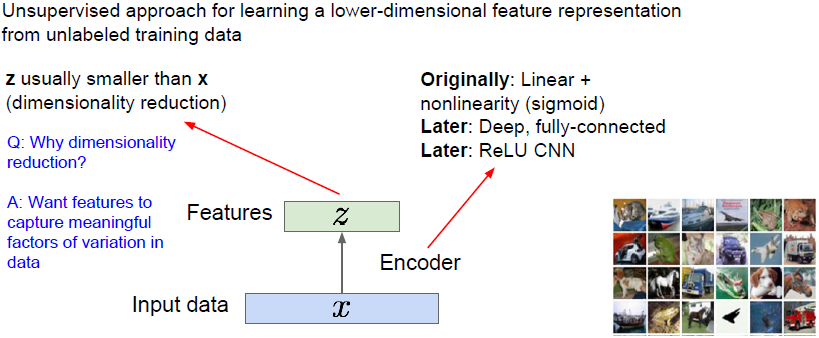 Unsupervised approach for learning a lower-dimensional feature representation
from unlabeled training data
z usually smaller than x
(dimensionality reduction)
Q: Why dimensionality
reduction?
A: Want features to
capture meaningful
factors of variation in
data
Originally: Linear +
nonlinearity (sigmoid)
Later: Deep, fully-connected
Later: ReLU CNN
Features
z
Encoder
Input data
x